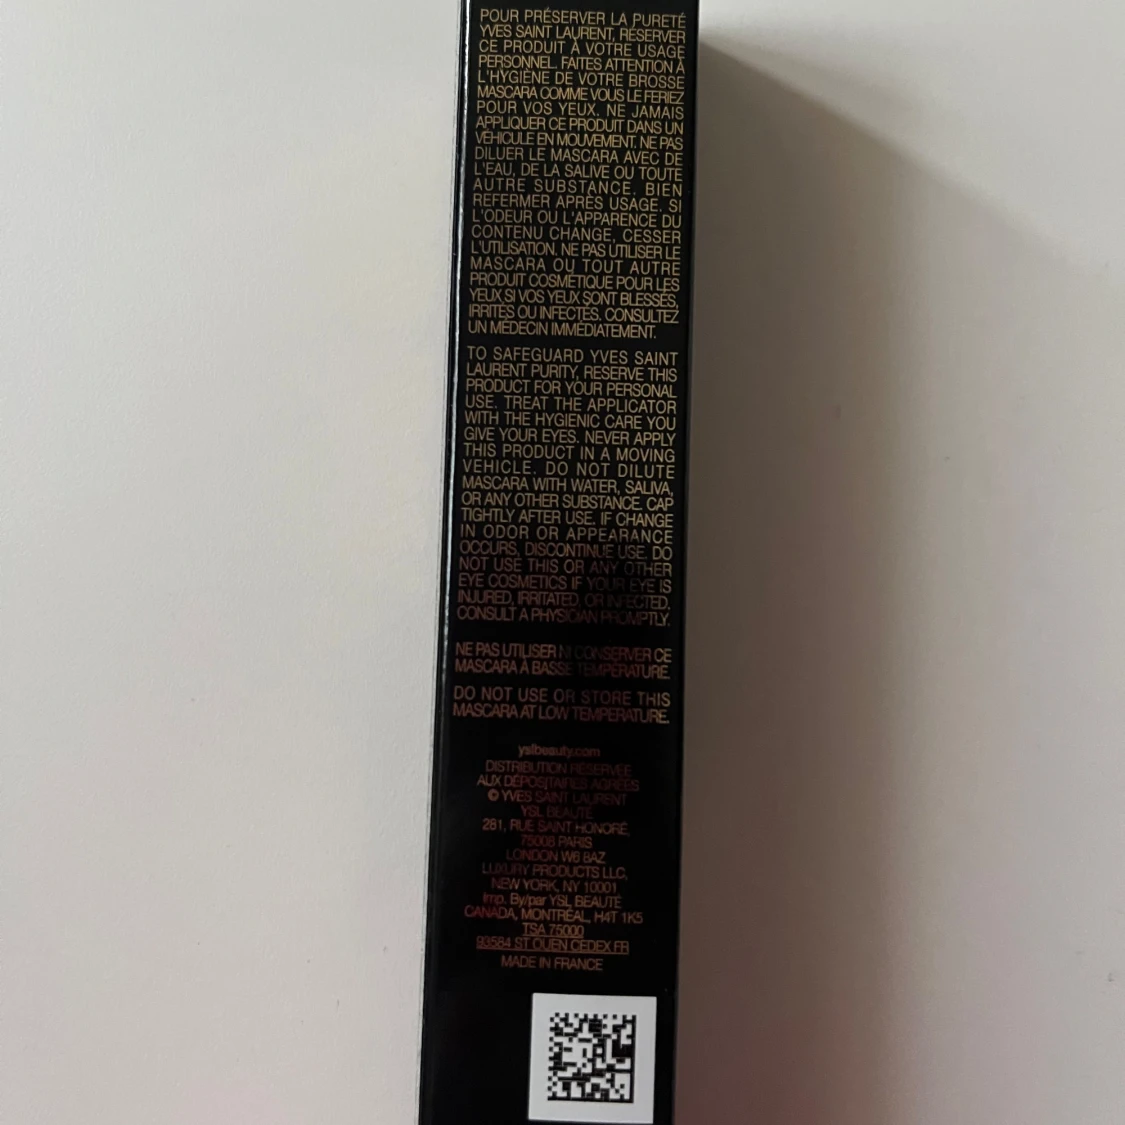 POUR PRÉSERVER LA PURETÉ
YVES SAINT LAURENT, RÉSERVER
CE PRODUIT À VOTRE USAGE
PERSONNEL. FAITES ATTENTION À
L'HYGIÈNE DE VOTRE BROSSE
MASCARA COMME VOUS LE FERIEZ
POUR VOS YEUX. NE JAMAIS
APPLIQUER CE PRODUIT DANS UN
VÉHICULE EN MOUVEMENT. NE PAS
DILUER LE MASCARA AVEC DE
L'EAU, DE LA SALIVE OU TOUTE
AUTRE SUBSTANCE. BIEN
REFERMER APRÈS USAGE. SI
L'ODEUR OU L'APPARENCE DU
CONTENU CHANGE, CESSER
L'UTILISATION. NE PAS UTILISER LE
MASCARA OU TOUT AUTRE
PRODUIT COSMÉTIQUE POUR LES
YEUX SI VOS YEUX SONT BLESSÉS,
IRRITÉS OU INFECTÉS. CONSULTEZ
UN MÉDECIN IMMÉDIATEMENT.
TO SAFEGUARD YVES SAINT
LAURENT PURITY, RESERVE THIS
PRODUCT FOR YOUR PERSONAL
USE. TREAT THE APPLICATOR
WITH THE HYGIENIC CARE YOU
GIVE YOUR EYES. NEVER APPLY
THIS PRODUCT IN A MOVING
VEHICLE. DO NOT DILUTE
MASCARA WITH WATER, SALIVA,
OR ANY OTHER SUBSTANCE. CAP
TIGHTLY AFTER USE. IF CHANGE
IN ODOR OR APPEARANCE
OCCURS, DISCONTINUE USE. DO
NOT USE THIS OR ANY OTHER
EYE COSMETICS IF YOUR EYE IS
INJURED, IRRITATED, OR INFECTED.
CONSULT A PHYSICIAN PROMPTLY.
NE PAS UTILISER NI CONSERVER CE
MASCARA À BASSE TEMPÉRATURE.
DO NOT USE OR STORE THIS
MASCARA AT LOW TEMPERATURE.
yslbeauty.com
DISTRIBUTION RÉSERVÉE
AUX DÉPOSITAIRES AGRÉÉS
© YVES SAINT LAURENT
YSL BEAUTÉ
281, RUE SAINT HONORÉ
75008 PARIS
LONDON W6 8AZ
LUXURY PRODUCTS LLC,
NEW YORK, NY 10001
Imp. By/par YSL BEAUTÉ
CANADA, MONTRÉAL, H4T 1K5
TSA 75000
93584 ST OUEN CEDEX FR
MADE IN FRANCE